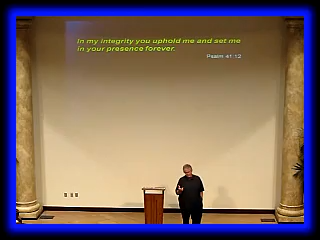 In my integrity you uphold me and set me
in your presence forever.
Psalm 41:12